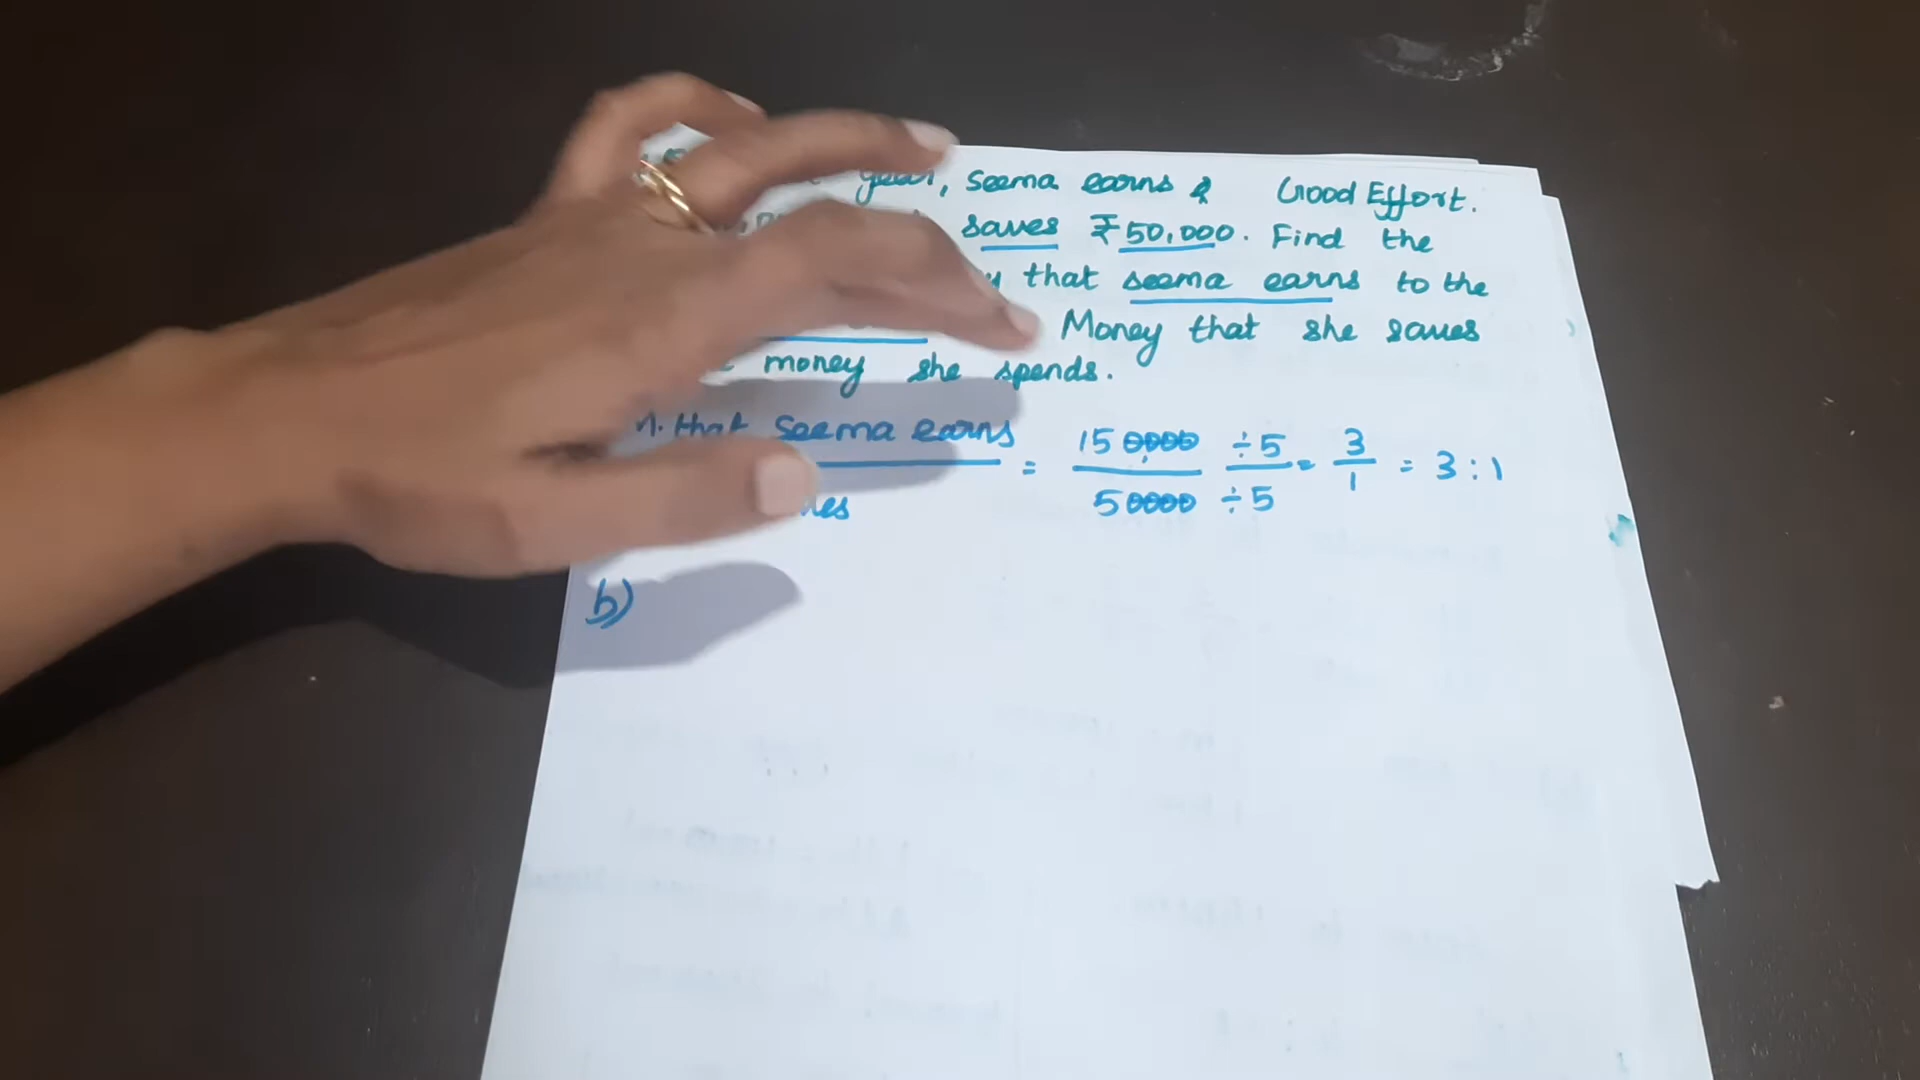 year, Seema earns & Good Effort.
saves ₹50,000. Find the
that seema earns to the
Money that she saves
money she spends.
that Seema earns = 150000/50000 ÷5/÷5 = 3/1 = 3:1
b)